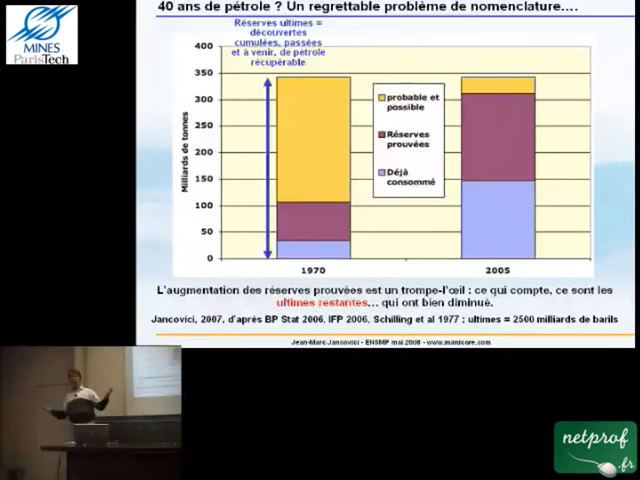 40 ans de pétrole ? Un regrettable problème de nomenclature….
MINES
ParisTech
Réserves ultimes =
découvertes
cumulées, passées
et à venir, de pétrole
récupérable
400
350
300
250
200
150
100
50
0
Milliards de tonnes
probable et
possible
Réserves
prouvées
Déjà
consommé
1970
2005
L'augmentation des réserves prouvées est un trompe-l'œil : ce qui compte, ce sont les
ultimes restantes… qui ont bien diminué.
Jancovici, 2007, d'après BP Stat 2006, IFP 2006, Schilling et al 1977 ; ultimes = 2500 milliards de barils
Jean-Marc Jancovici - ENSMP mai 2008 - www.manicore.com
netprof
.fr